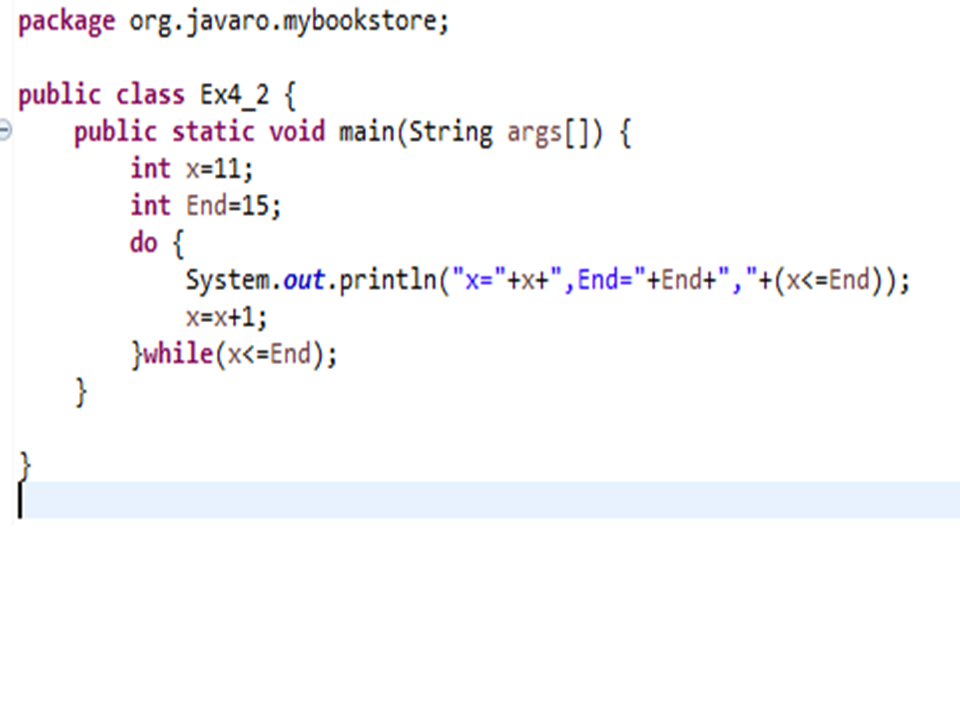 package org.javaro.mybookstore;
public class Ex4_2 {
public static void main(String args[]) {
int x=11;
int End=15;
do {
System.out.println("x="+x+",End="+End+","+(x<=End));
x=x+1;
}while(x<=End);
}
}